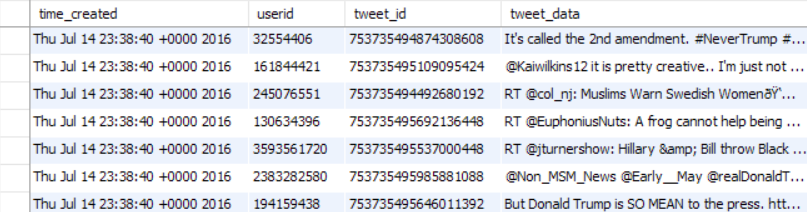 time_created userid tweet_id tweet_data
Thu Jul 14 23:38:40 +0000 2016 32554406 753735494874308608 It's called the 2nd amendment. #NeverTrump #...
Thu Jul 14 23:38:40 +0000 2016 161844421 753735495109095424 @Kaiwilkins12 it is pretty creative.. I'm just not ...
Thu Jul 14 23:38:40 +0000 2016 245076551 753735494492680192 RT @col_nj: Muslims Warn Swedish WomenðŸ‘...
Thu Jul 14 23:38:40 +0000 2016 130634396 753735495692136448 RT @EuphoniusNuts: A frog cannot help being ...
Thu Jul 14 23:38:40 +0000 2016 3593561720 753735495537000448 RT @jturnershow: Hillary &amp; Bill throw Black ...
Thu Jul 14 23:38:40 +0000 2016 2383282580 753735495985881088 @Non_MSM_News @Early__May @realDonaldT...
Thu Jul 14 23:38:40 +0000 2016 194159438 753735495646011392 But Donald Trump is SO MEAN to the press. htt...